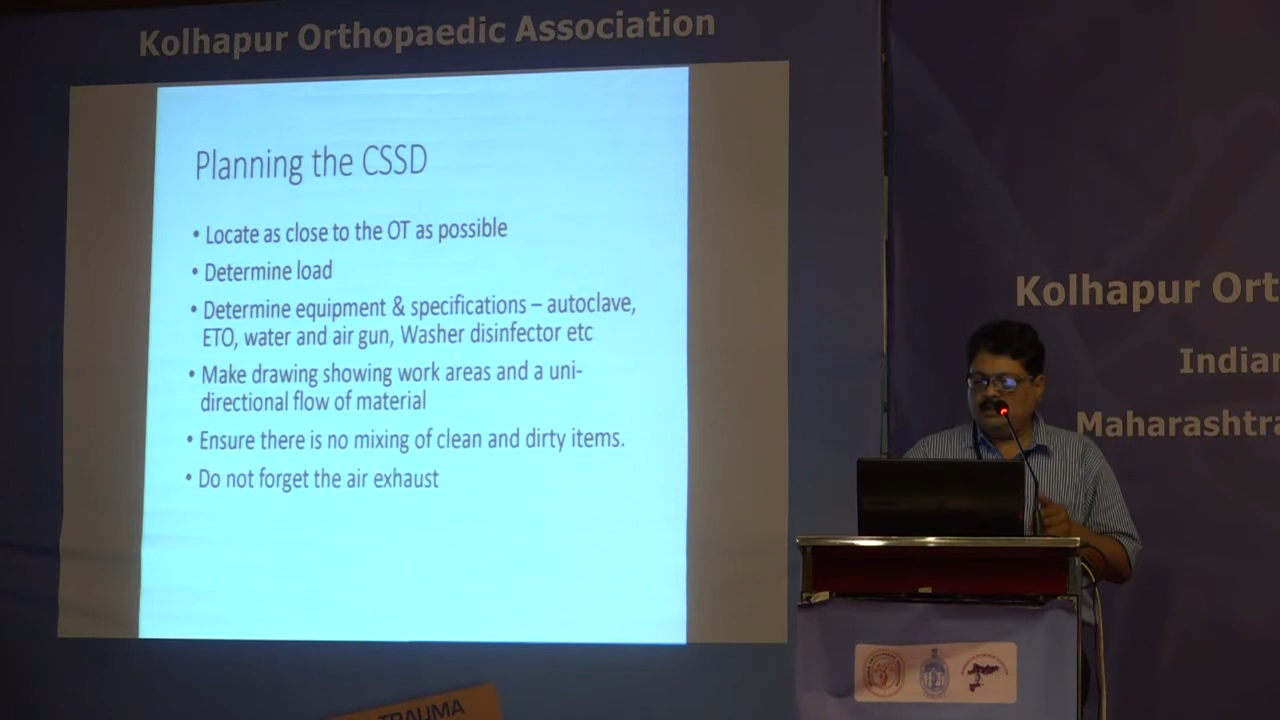 Kolhapur Orthopaedic Association
Planning the CSSD
• Locate as close to the OT as possible
• Determine load
• Determine equipment & specifications – autoclave,
ETO, water and air gun, Washer disinfector etc
• Make drawing showing work areas and a uni-
directional flow of material
• Ensure there is no mixing of clean and dirty items.
• Do not forget the air exhaust
Kolhapur Ort
Indian
Maharashtra
TRAUMA